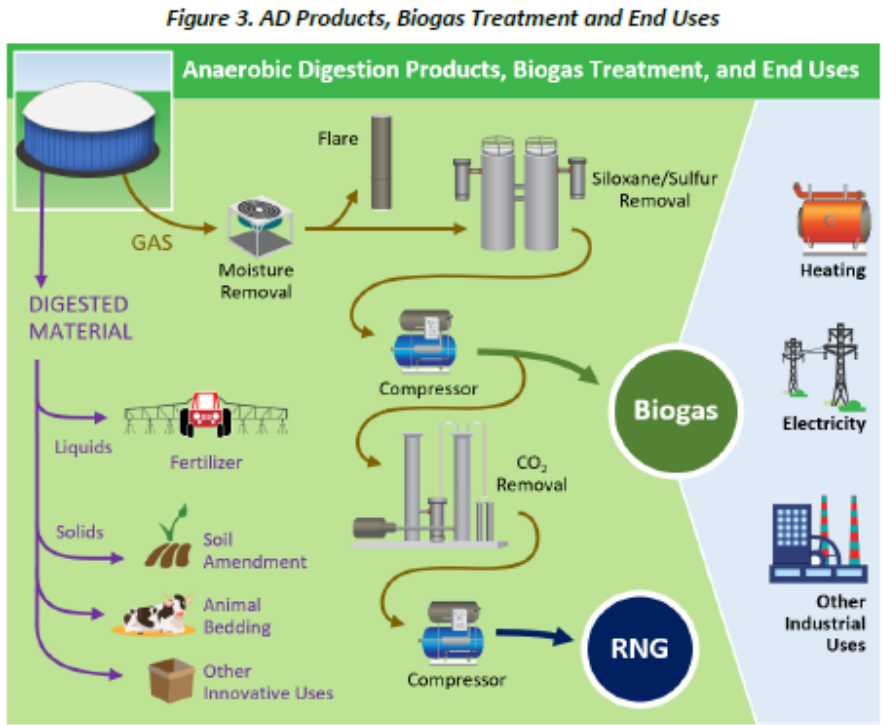 Figure 3. AD Products, Biogas Treatment and End Uses
Anaerobic Digestion Products, Biogas Treatment, and End Uses
Flare
Siloxane/Sulfur
Removal
GAS
Moisture
Removal
Heating
DIGESTED
MATERIAL
Compressor
Biogas
Electricity
Liquids
Fertilizer
CO₂
Removal
Solids
Soil
Amendment
Animal
Bedding
Other
Industrial
Uses
RNG
Compressor
Other
Innovative Uses